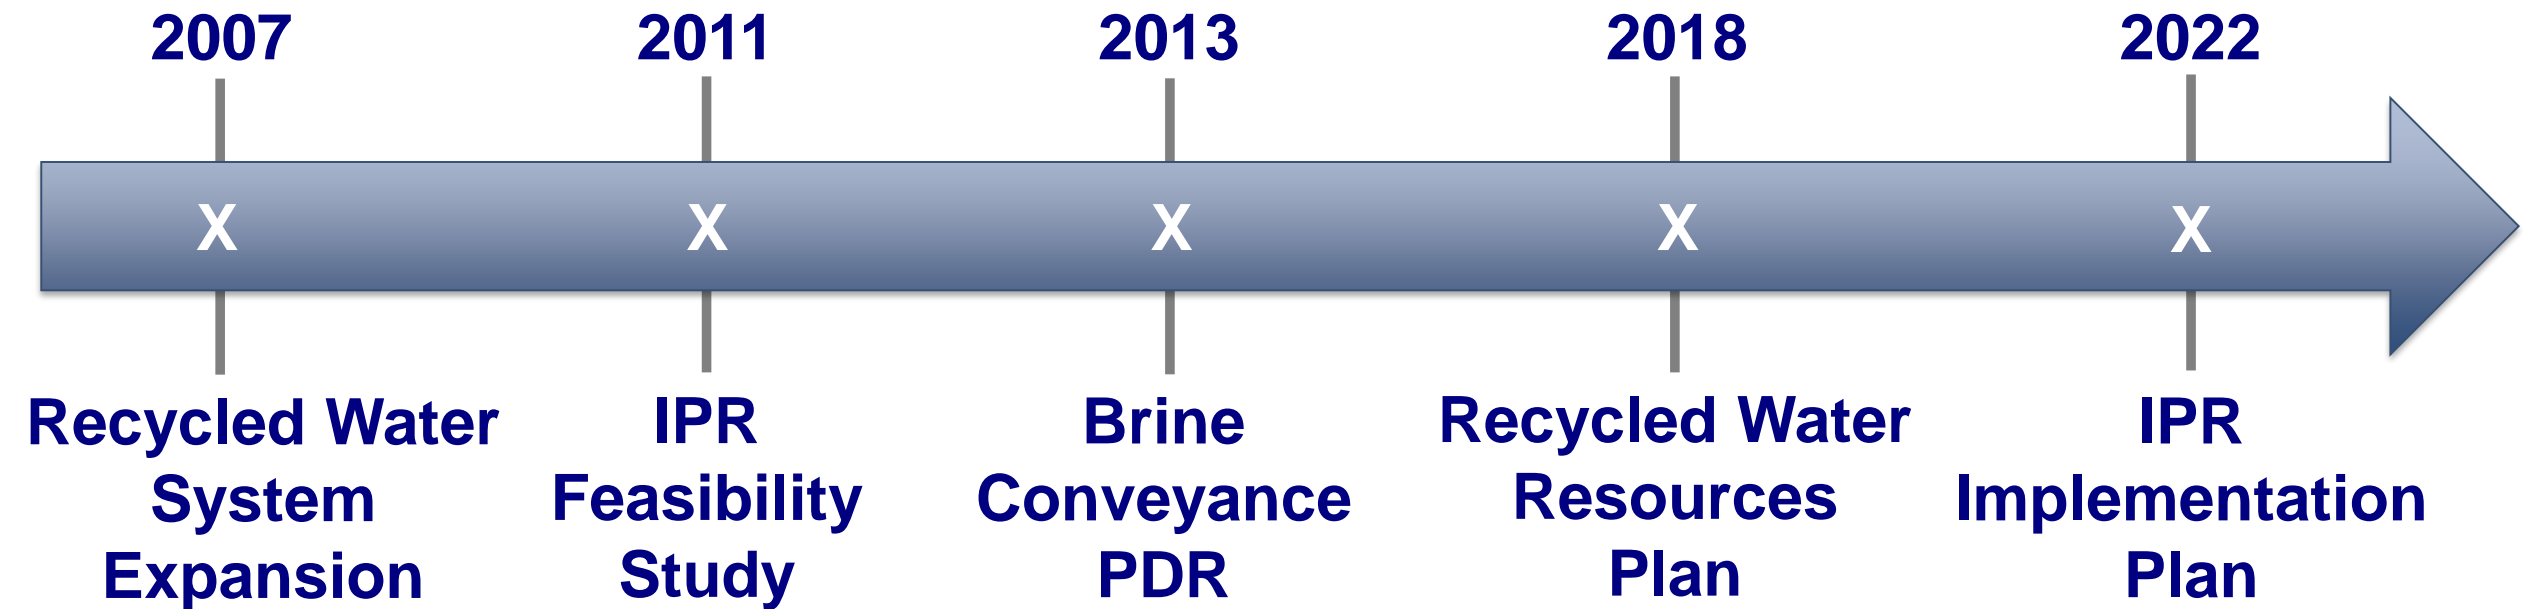 2007
2011
2013
2018
2022
X
X
X
X
X
Recycled Water
System
Expansion
IPR
Feasibility
Study
Brine
Conveyance
PDR
Recycled Water
Resources
Plan
IPR
Implementation
Plan